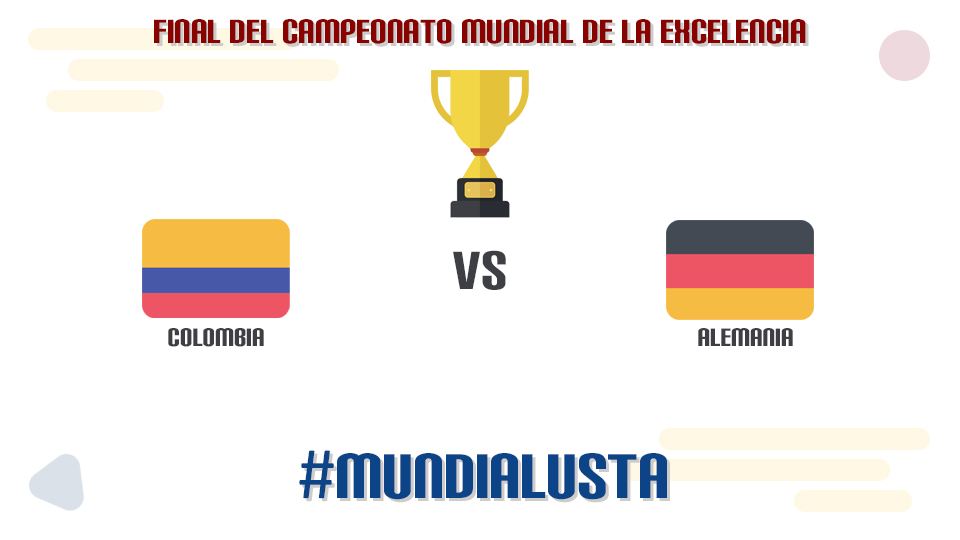 FINAL DEL CAMPEONATO MUNDIAL DE LA EXCELENCIA
VS
COLOMBIA
ALEMANIA
#MUNDIALUSTA